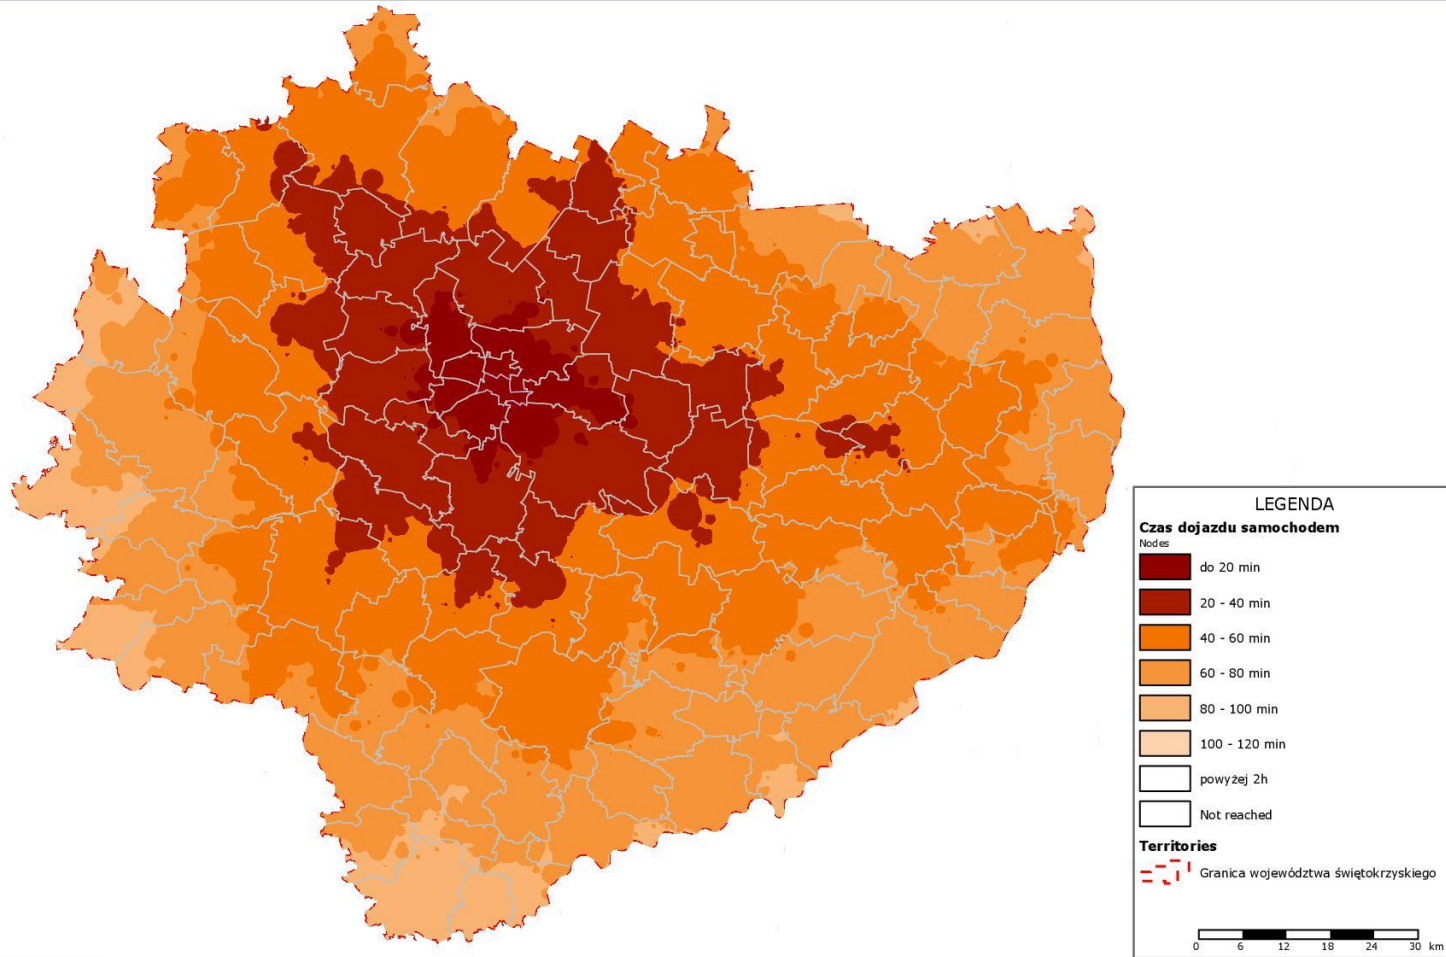 LEGENDA
Czas dojazdu samochodem
Nodes
do 20 min
20 - 40 min
40 - 60 min
60 - 80 min
80 - 100 min
100 - 120 min
powyżej 2h
Not reached
Territories
Granica województwa świętokrzyskiego
0 6 12 18 24 30 km